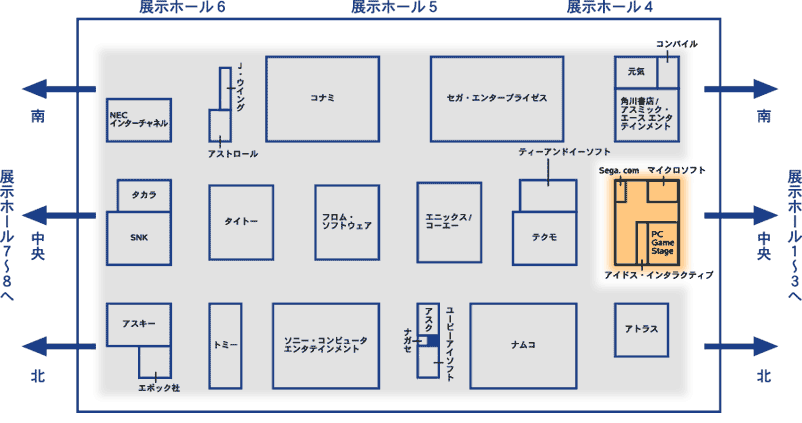 展示ホール6
展示ホール5
展示ホール4
南
中央
北
展示ホール7～8へ
南
中央
北
展示ホール1～3へ
NEC
インターチャネル
J・ウイング
アストロール
コナミ
セガ・エンタープライゼス
コンパイル
元気
角川書店/
アスミック・
エース エンタ
テインメント
タカラ
SNK
タイトー
フロム・
ソフトウェア
エニックス/
コーエー
ティーアンドイーソフト
テクモ
Sega.com
マイクロソフト
PC
Game
Stage
アイドス・インタラクティブ
アスキー
エポック社
トミー
ソニー・コンピュータ
エンタテインメント
アスク
ナガセ
ユービーアイソフト
ナムコ
アトラス